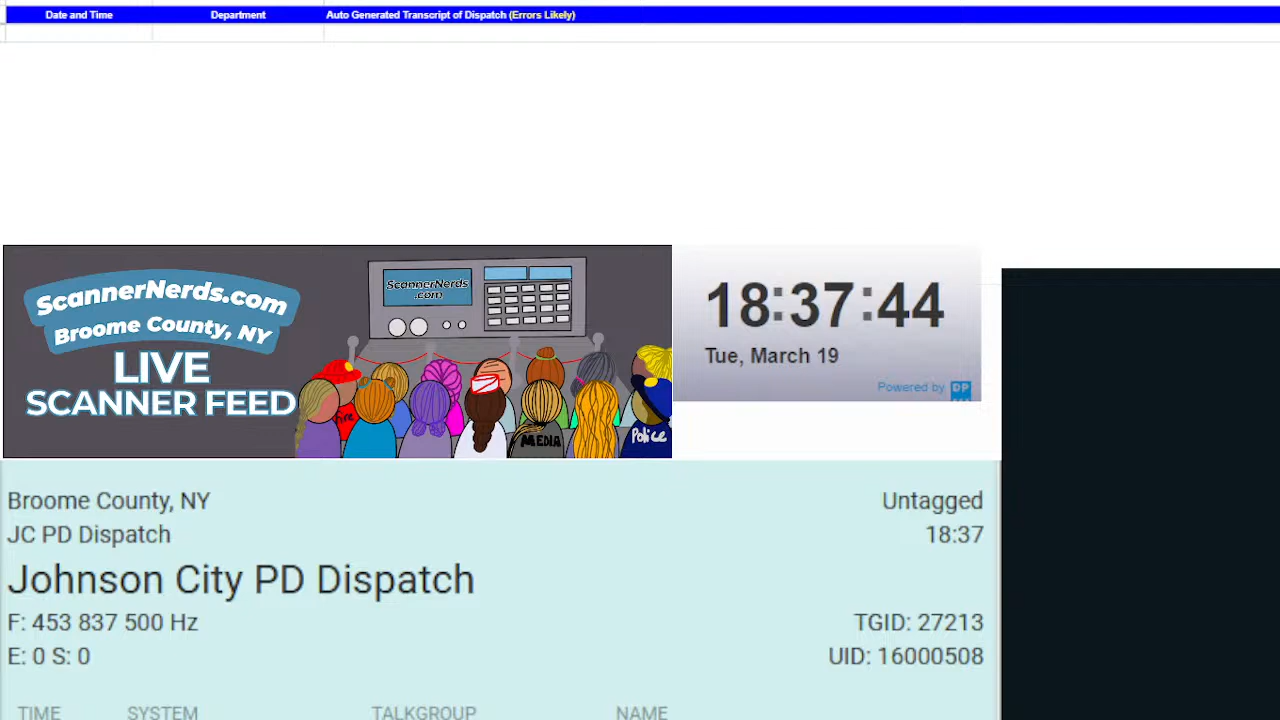 Date and Time Department Auto Generated Transcript of Dispatch (Errors Likely)
ScannerNerds.com
Broome County, NY
LIVE
SCANNER FEED
ScannerNerds
.com
Fire
MEDIA
Police
18:37:44
Tue, March 19
Powered by DP
Broome County, NY Untagged
JC PD Dispatch 18:37
Johnson City PD Dispatch
F: 453 837 500 Hz TGID: 27213
E: 0 S: 0 UID: 16000508
TIME SYSTEM TALKGROUP NAME